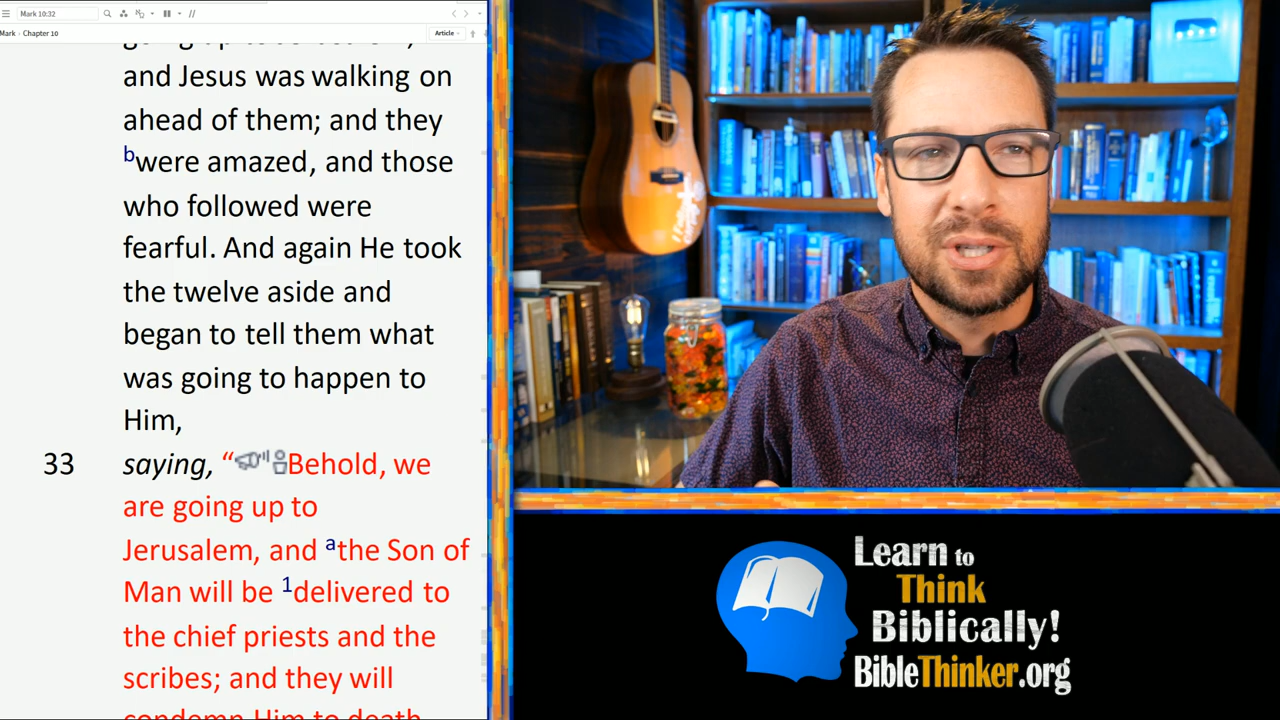 Mark 10:32
Mark › Chapter 10
Article
and Jesus was walking on
ahead of them; and they
bwere amazed, and those
who followed were
fearful. And again He took
the twelve aside and
began to tell them what
was going to happen to
Him,
33 saying, “Behold, we
are going up to
Jerusalem, and athe Son of
Man will be 1delivered to
the chief priests and the
scribes; and they will
condemn Him to death
Learn to
Think
Biblically!
BibleThinker.org